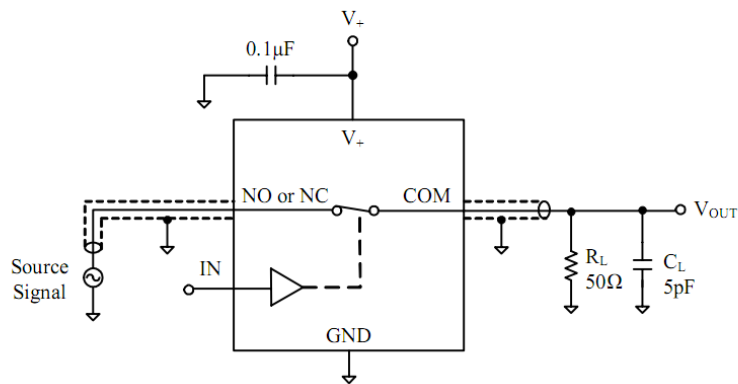 V+
0.1μF
V+
NO or NC
COM
VOUT
Source
Signal
IN
RL
50Ω
CL
5pF
GND